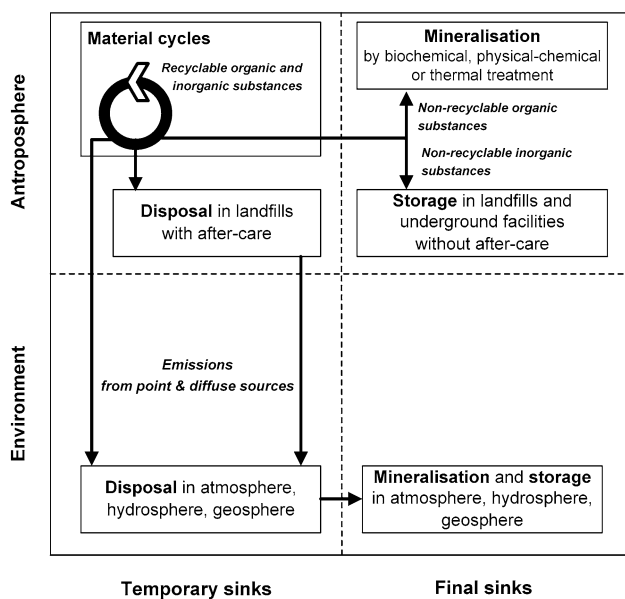 Material cycles
Recyclable organic and
inorganic substances
Mineralisation
by biochemical, physical-chemical
or thermal treatment
Non-recyclable organic
substances
Non-recyclable inorganic
substances
Antroposphere
Disposal in landfills
with after-care
Storage in landfills and
underground facilities
without after-care
Emissions
from point & diffuse sources
Environment
Disposal in atmosphere,
hydrosphere, geosphere
Mineralisation and storage
in atmosphere, hydrosphere,
geosphere
Temporary sinks
Final sinks